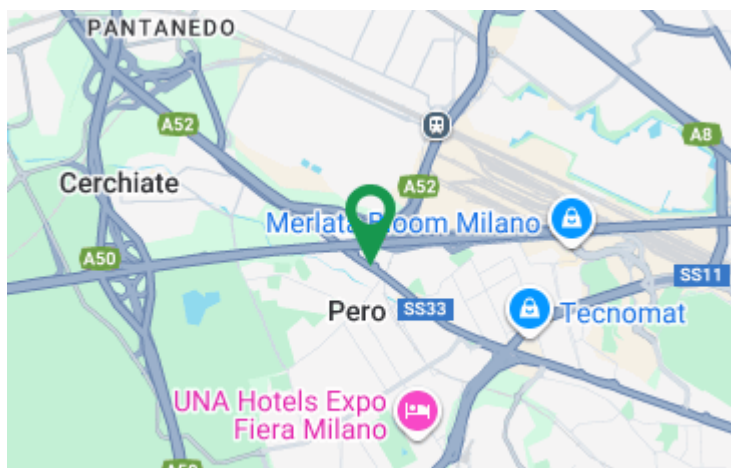 PANTANEDO
A52
A8
Cerchiate
A52
Merlata Bloom Milano
A50
SS11
Pero
SS33
Tecnomat
UNA Hotels Expo
Fiera Milano